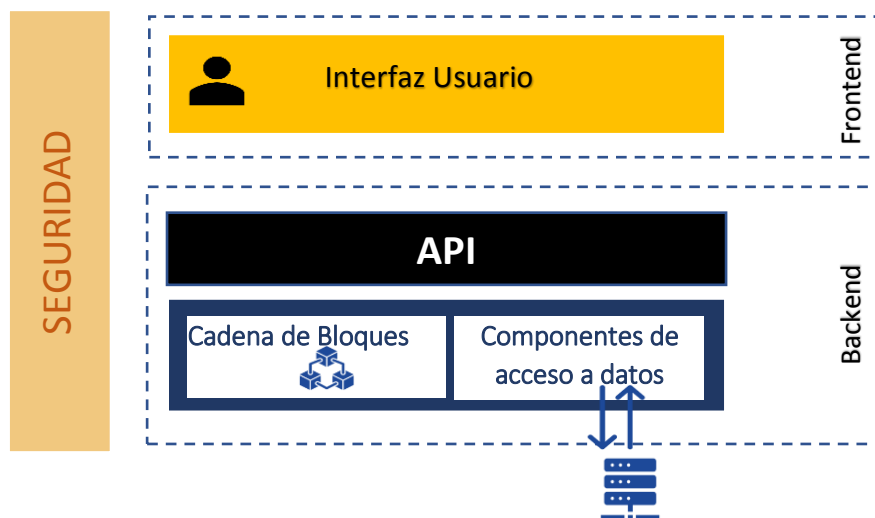 SEGURIDAD
Interfaz Usuario
Frontend
API
Cadena de Bloques
Componentes de
acceso a datos
Backend